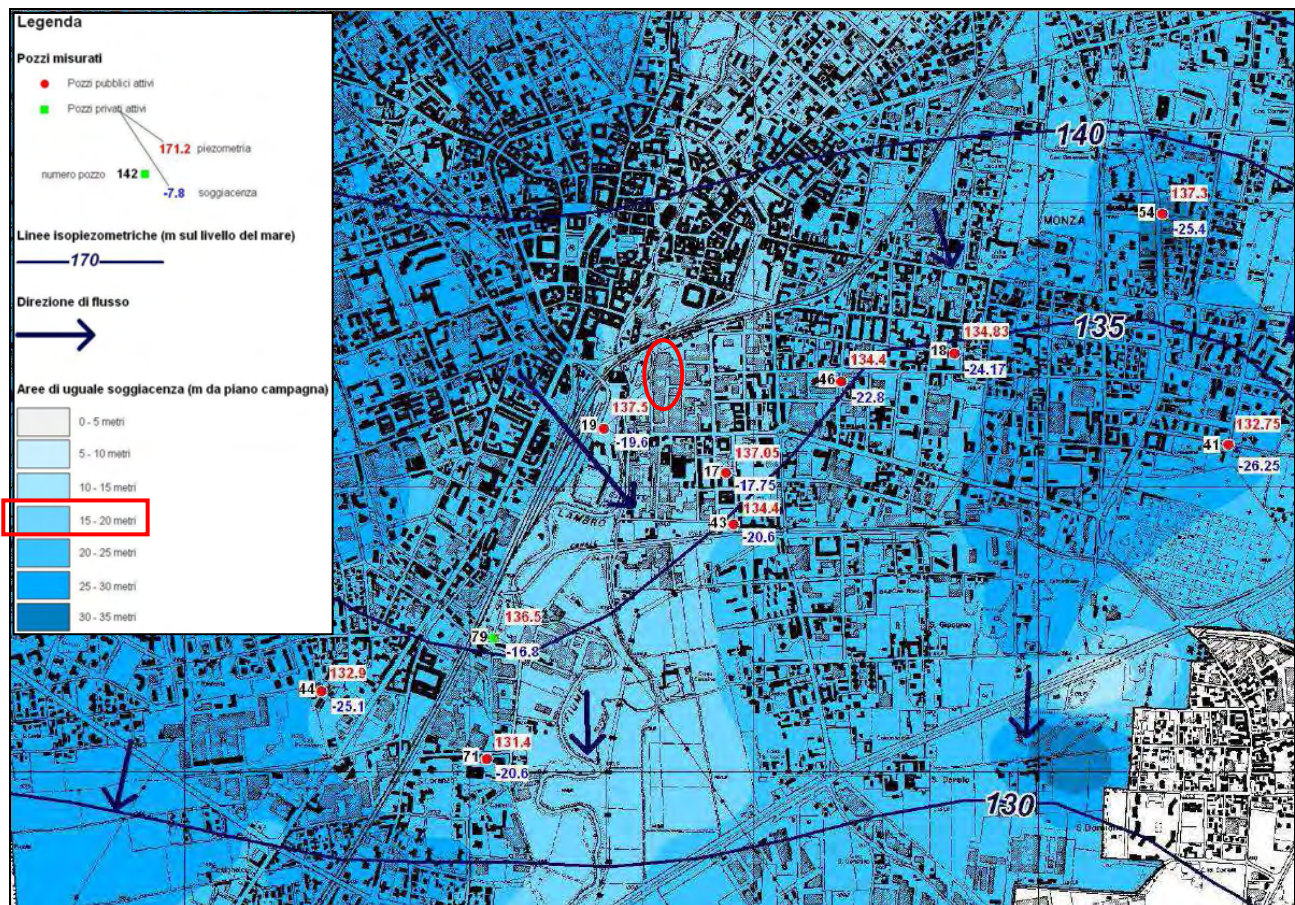 Legenda
Pozzi misurati
Pozzi pubblici attivi
Pozzi privati attivi
171.2 piezometria
numero pozzo 142
-7.8 soggiacenza
Linee isopiezometriche (m sul livello del mare)
170
Direzione di flusso
Aree di uguale soggiacenza (m da piano campagna)
0 - 5 metri
5 - 10 metri
10 - 15 metri
15 - 20 metri
20 - 25 metri
25 - 30 metri
30 - 35 metri
140
137.3
54
MONZA
-25.4
135
134.83
18
-24.17
134.4
46
-22.8
137.5
19
-19.6
132.75
41
-26.25
137.05
17
-17.75
134.4
43
-20.6
LAMBRO
136.5
79
-16.8
S. Giacomo
132.9
44
-25.1
131.4
71
-20.6
S. Lorenzo
S. Damiano
130